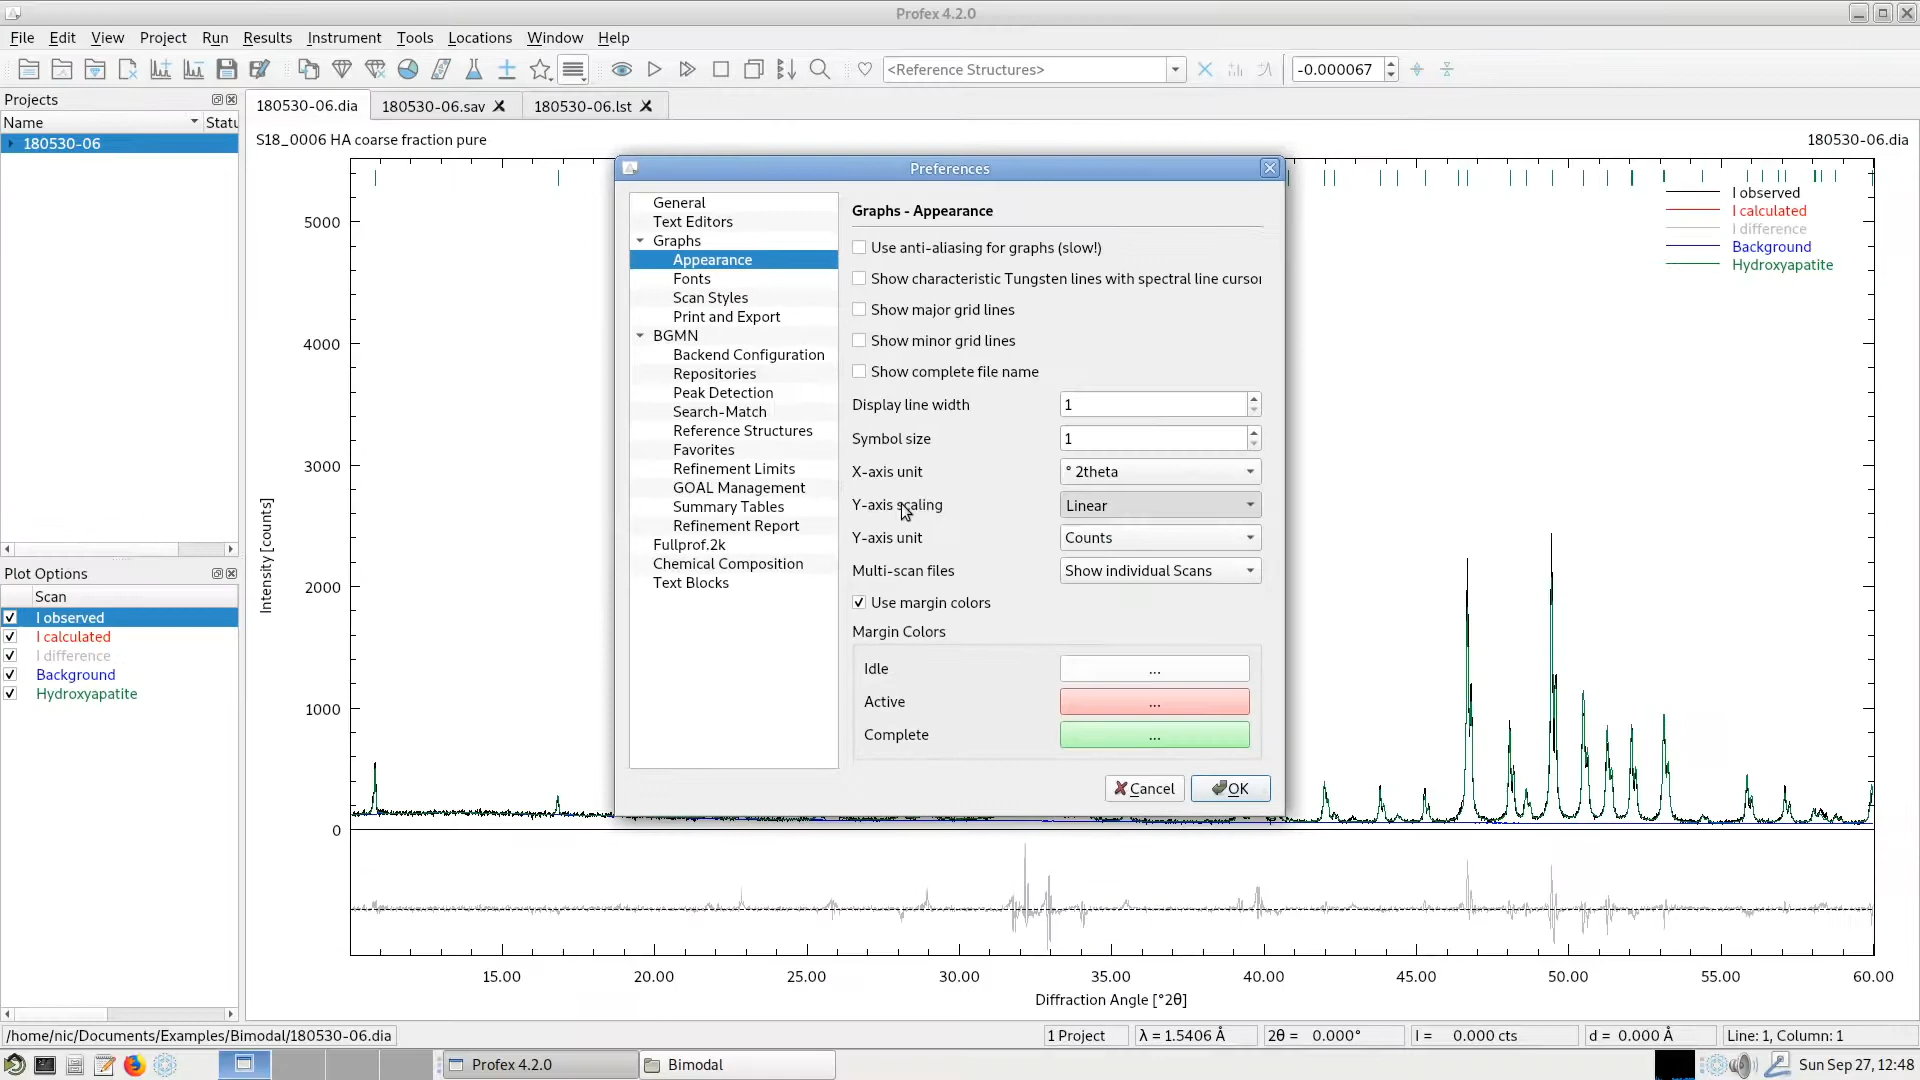 Profex 4.2.0
File Edit View Project Run Results Instrument Tools Locations Window Help
<Reference Structures>
-0.000067
Projects
Name Statu
180530-06
180530-06.dia
180530-06.sav
180530-06.lst
S18_0006 HA coarse fraction pure
180530-06.dia
I observed
I calculated
I difference
Background
Hydroxyapatite
5000
4000
3000
2000
1000
0
Intensity [counts]
15.00 20.00 25.00 30.00 35.00 40.00 45.00 50.00 55.00 60.00
Diffraction Angle [°2θ]
Plot Options
Scan
I observed
I calculated
I difference
Background
Hydroxyapatite
Preferences
General
Text Editors
Graphs
Appearance
Fonts
Scan Styles
Print and Export
BGMN
Backend Configuration
Repositories
Peak Detection
Search-Match
Reference Structures
Favorites
Refinement Limits
GOAL Management
Summary Tables
Refinement Report
Fullprof.2k
Chemical Composition
Text Blocks
Graphs - Appearance
Use anti-aliasing for graphs (slow!)
Show characteristic Tungsten lines with spectral line cursor
Show major grid lines
Show minor grid lines
Show complete file name
Display line width 1
Symbol size 1
X-axis unit ° 2theta
Y-axis scaling Linear
Y-axis unit Counts
Multi-scan files Show individual Scans
Use margin colors
Margin Colors
Idle ...
Active ...
Complete ...
Cancel OK
/home/nic/Documents/Examples/Bimodal/180530-06.dia
1 Project
λ = 1.5406 Å
2θ = 0.000°
I = 0.000 cts
d = 0.000 Å
Line: 1, Column: 1
Profex 4.2.0
Bimodal
Sun Sep 27, 12:48